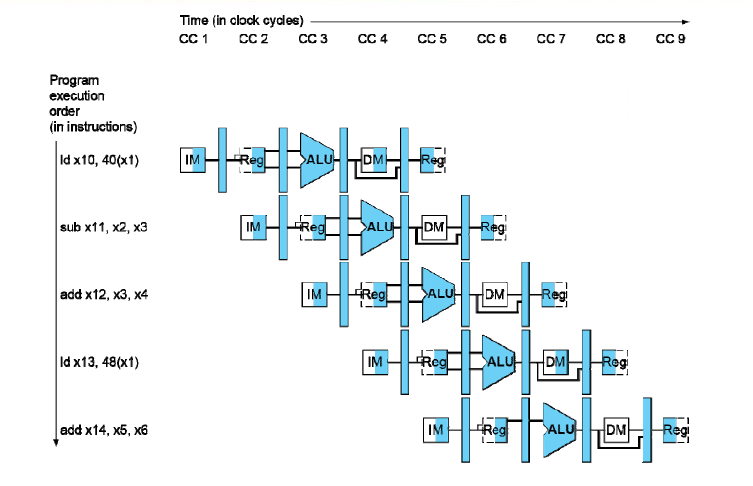 Time (in clock cycles)
CC 1 CC 2 CC 3 CC 4 CC 5 CC 6 CC 7 CC 8 CC 9
Program
execution
order
(in instructions)
ld x10, 40(x1) IM Reg ALU DM Reg
sub x11, x2, x3 IM Reg ALU DM Reg
add x12, x3, x4 IM Reg ALU DM Reg
ld x13, 48(x1) IM Reg ALU DM Reg
add x14, x5, x6 IM Reg ALU DM Reg